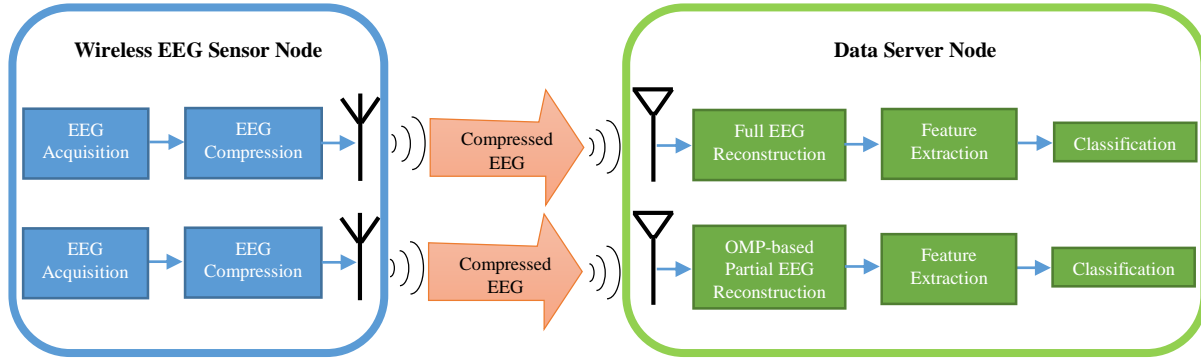 Wireless EEG Sensor Node
Data Server Node
EEG
Acquisition
EEG
Compression
Compressed
EEG
Full EEG
Reconstruction
Feature
Extraction
Classification
EEG
Acquisition
EEG
Compression
Compressed
EEG
OMP-based
Partial EEG
Reconstruction
Feature
Extraction
Classification